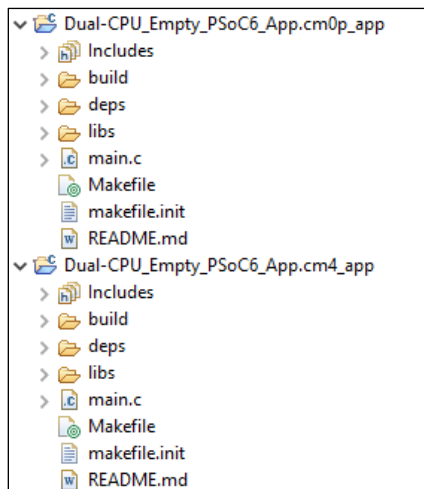 Dual-CPU_Empty_PSoC6_App.cm0p_app
Includes
build
deps
libs
main.c
Makefile
makefile.init
README.md
Dual-CPU_Empty_PSoC6_App.cm4_app
Includes
build
deps
libs
main.c
Makefile
makefile.init
README.md